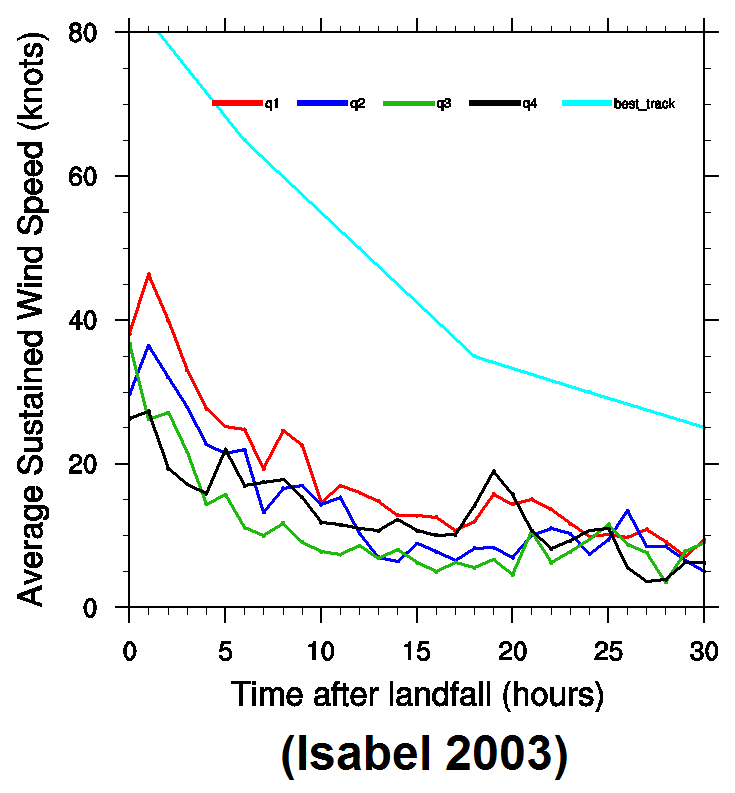 80
60
40
20
0
Average Sustained Wind Speed (knots)
q1 q2 q3 q4 best_track
0 5 10 15 20 25 30
Time after landfall (hours)
(Isabel 2003)